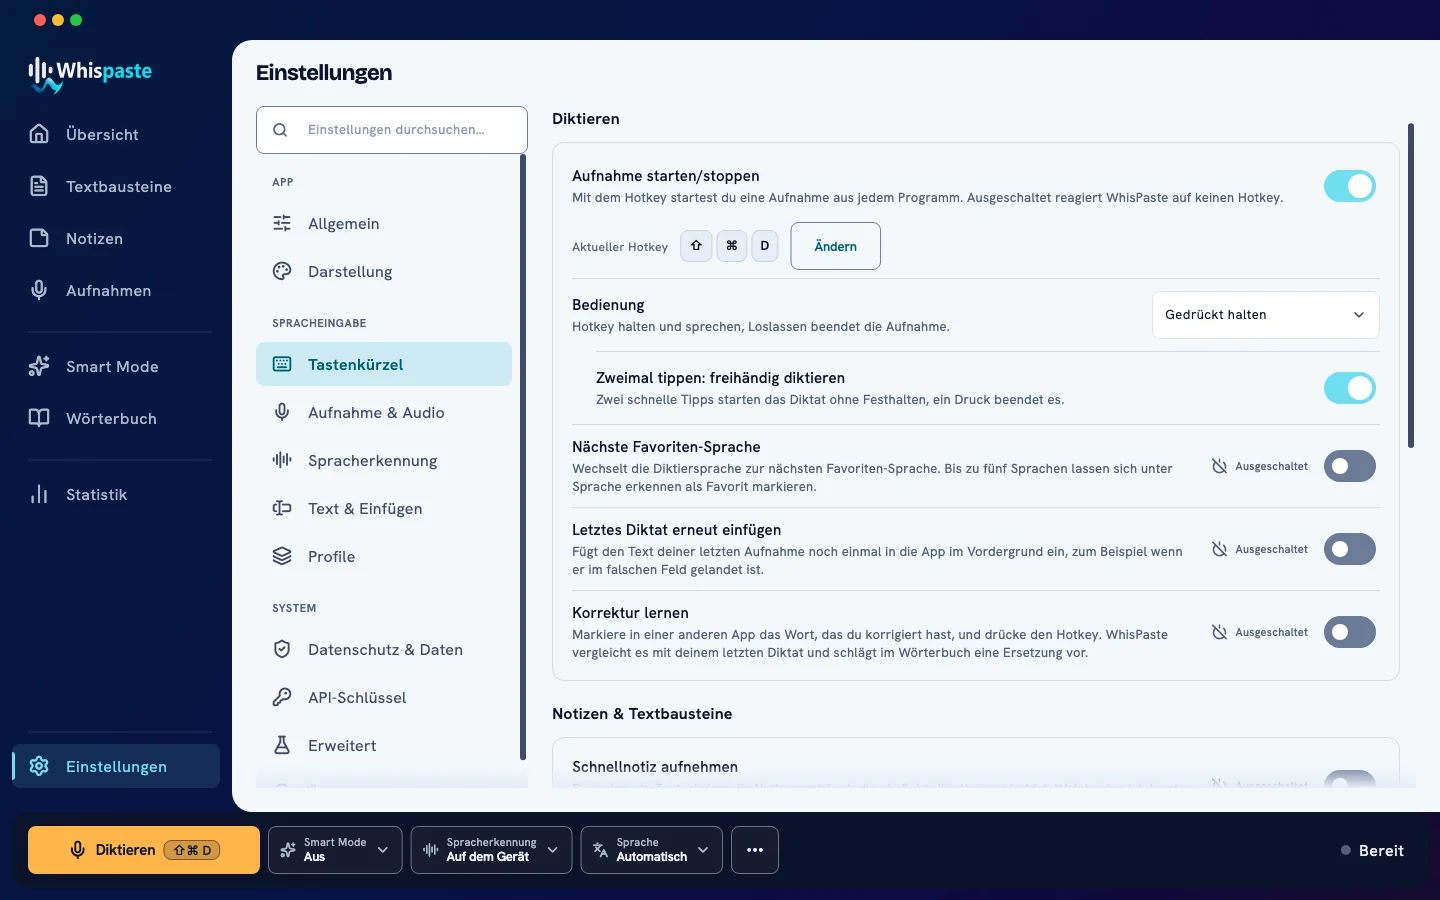 Whispaste
Übersicht
Textbausteine
Notizen
Aufnahmen
Smart Mode
Wörterbuch
Statistik
Einstellungen
Einstellungen
Einstellungen durchsuchen...
APP
Allgemein
Darstellung
SPRACHEINGABE
Tastenkürzel
Aufnahme & Audio
Spracherkennung
Text & Einfügen
Profile
SYSTEM
Datenschutz & Daten
API-Schlüssel
Erweitert
Diktieren
Aufnahme starten/stoppen
Mit dem Hotkey startest du eine Aufnahme aus jedem Programm. Ausgeschaltet reagiert WhisPaste auf keinen Hotkey.
Aktueller Hotkey ⇧ ⌘ D Ändern
Bedienung
Hotkey halten und sprechen, Loslassen beendet die Aufnahme.
Gedrückt halten
Zweimal tippen: freihändig diktieren
Zwei schnelle Tipps starten das Diktat ohne Festhalten, ein Druck beendet es.
Nächste Favoriten-Sprache
Wechselt die Diktiersprache zur nächsten Favoriten-Sprache. Bis zu fünf Sprachen lassen sich unter
Sprache erkennen als Favorit markieren.
Ausgeschaltet
Letztes Diktat erneut einfügen
Fügt den Text deiner letzten Aufnahme noch einmal in die App im Vordergrund ein, zum Beispiel wenn
er im falschen Feld gelandet ist.
Ausgeschaltet
Korrektur lernen
Markiere in einer anderen App das Wort, das du korrigiert hast, und drücke den Hotkey. WhisPaste
vergleicht es mit deinem letzten Diktat und schlägt im Wörterbuch eine Ersetzung vor.
Ausgeschaltet
Notizen & Textbausteine
Schnellnotiz aufnehmen
Ausgeschaltet
Diktieren ⇧⌘ D
Smart Mode
Aus
Spracherkennung
Auf dem Gerät
Sprache
Automatisch
Bereit